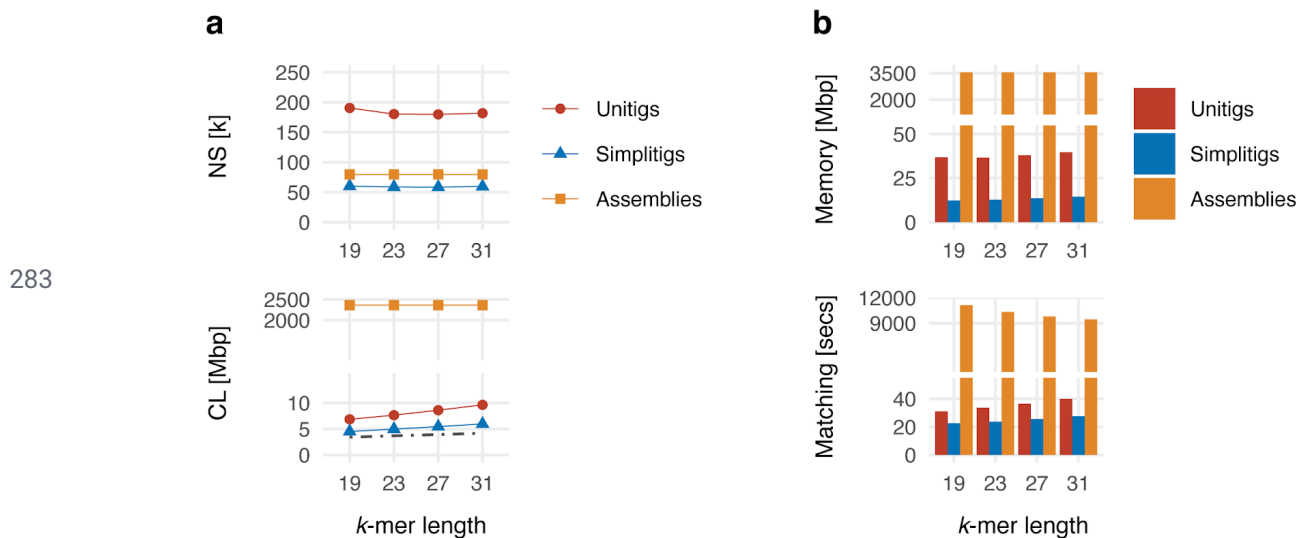 a
NS [k]
250
200
150
100
50
0
19 23 27 31
Unitigs
Simplitigs
Assemblies
CL [Mbp]
2500
2000
10
5
0
19 23 27 31
k-mer length
b
Memory [Mbp]
3500
2000
50
25
0
19 23 27 31
Unitigs
Simplitigs
Assemblies
Matching [secs]
12000
9000
40
20
0
19 23 27 31
k-mer length
283